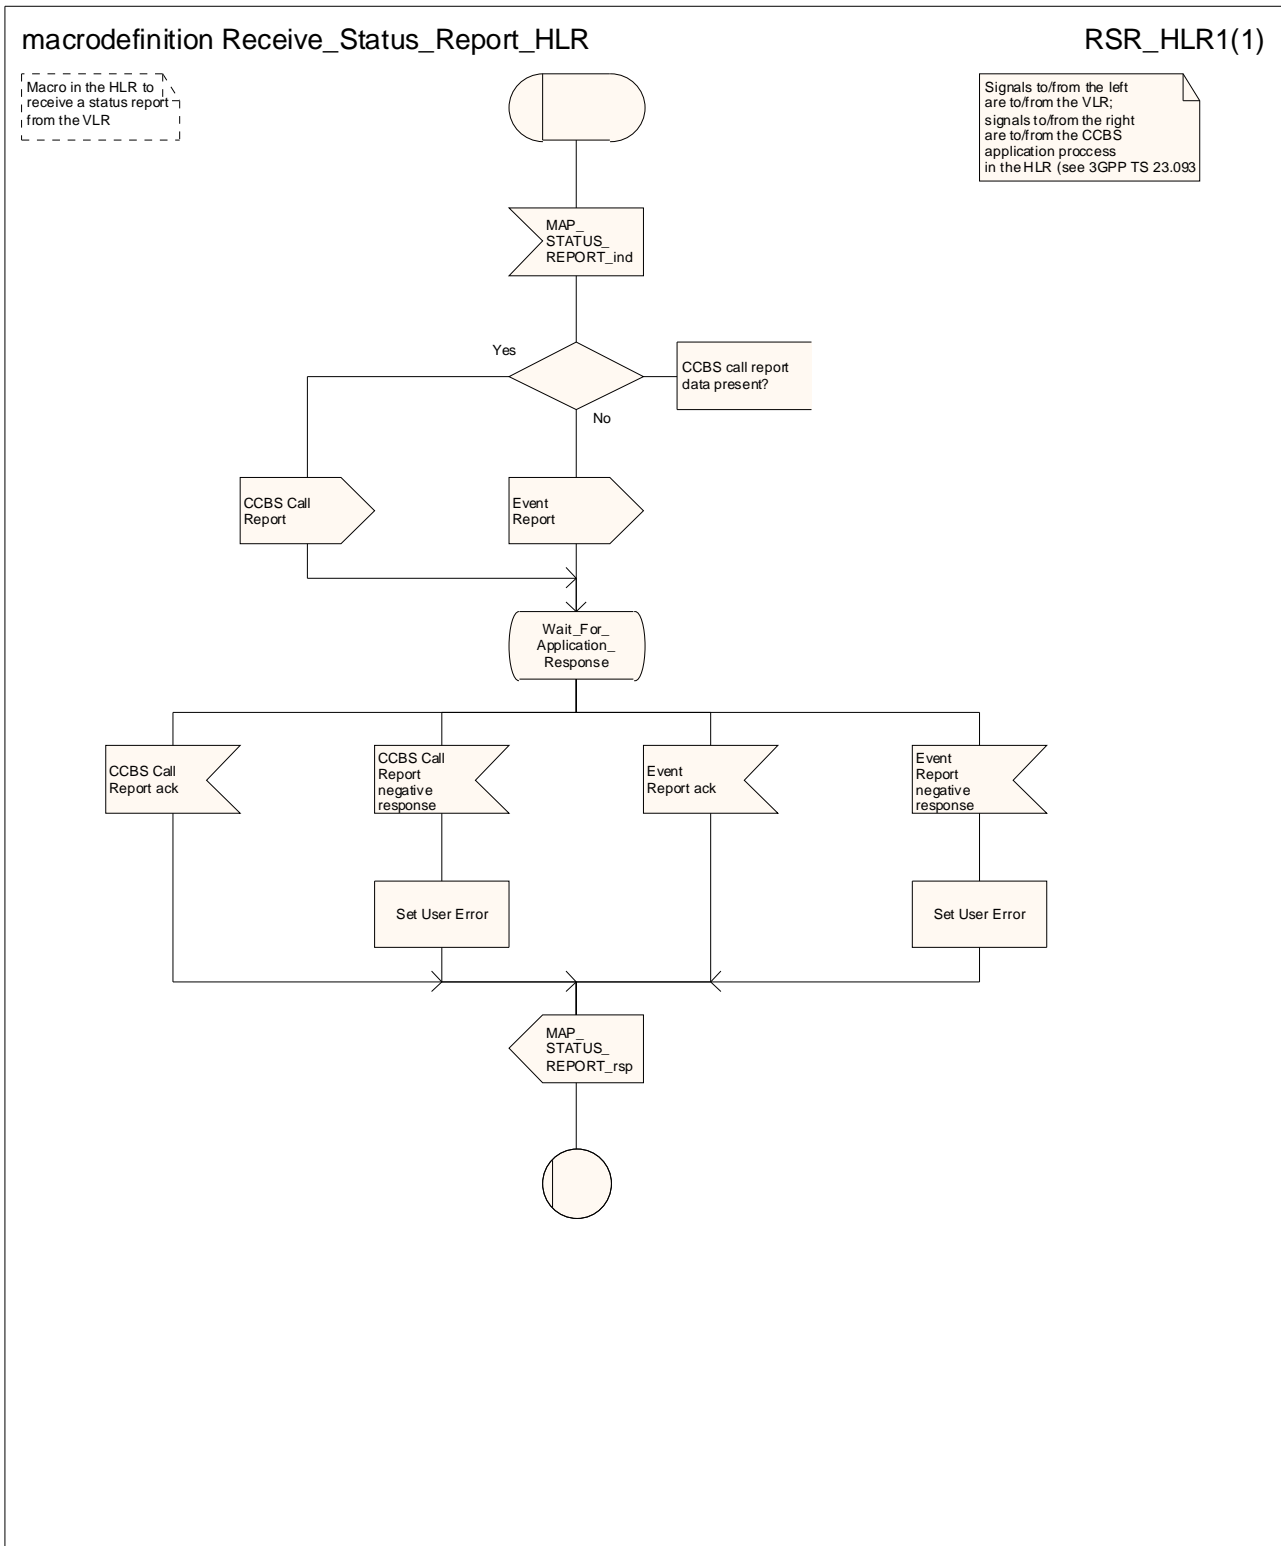 macrodefinition Receive_Status_Report_HLR
RSR_HLR1(1)
Macro in the HLR to
receive a status report
from the VLR
Signals to/from the left
are to/from the VLR;
signals to/from the right
are to/from the CCBS
application proccess
in the HLR (see 3GPP TS 23.093
MAP_
STATUS_
REPORT_ind
Yes
CCBS call report
data present?
No
CCBS Call
Report
Event
Report
Wait_For_
Application_
Response
CCBS Call
Report ack
CCBS Call
Report
negative
response
Event
Report ack
Event
Report
negative
response
Set User Error
Set User Error
MAP_
STATUS_
REPORT_rsp